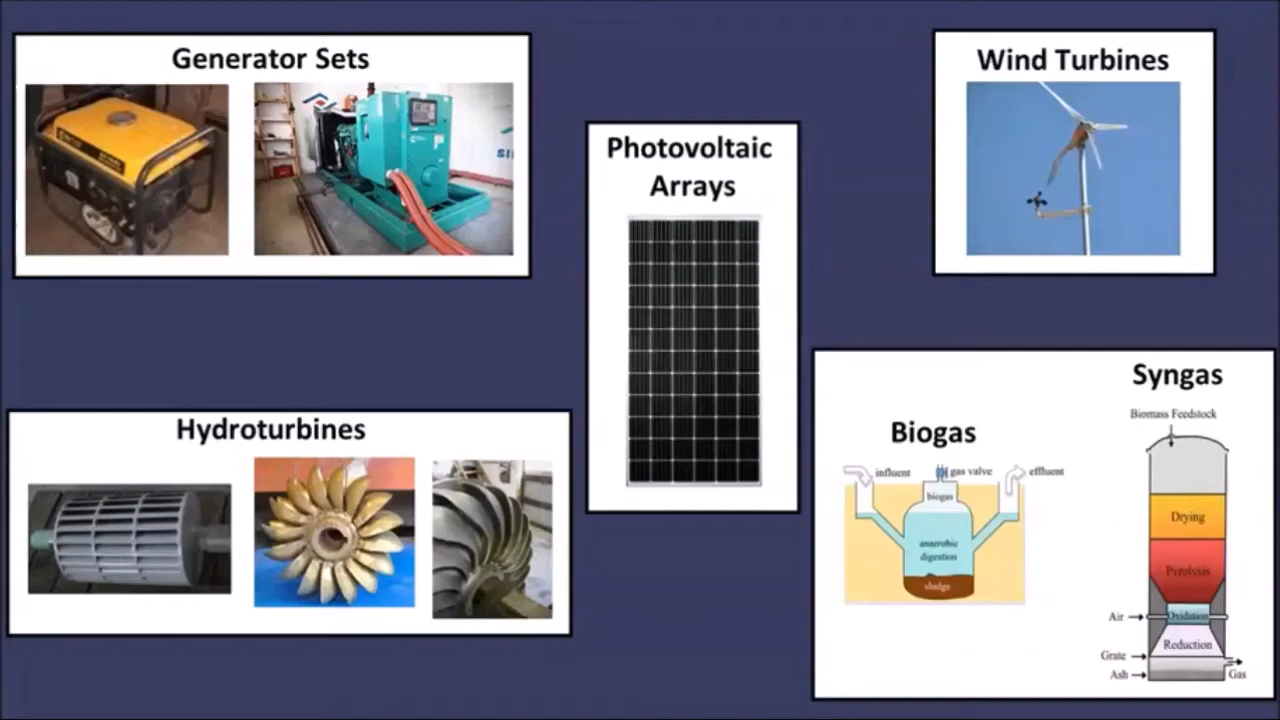 Generator Sets
Photovoltaic
Arrays
Wind Turbines
Hydroturbines
Biogas
influent
gas valve
effluent
biogas
anaerobic
digestion
sludge
Syngas
Biomass Feedstock
Drying
Pyrolysis
Air
Oxidation
Reduction
Grate
Ash
Gas